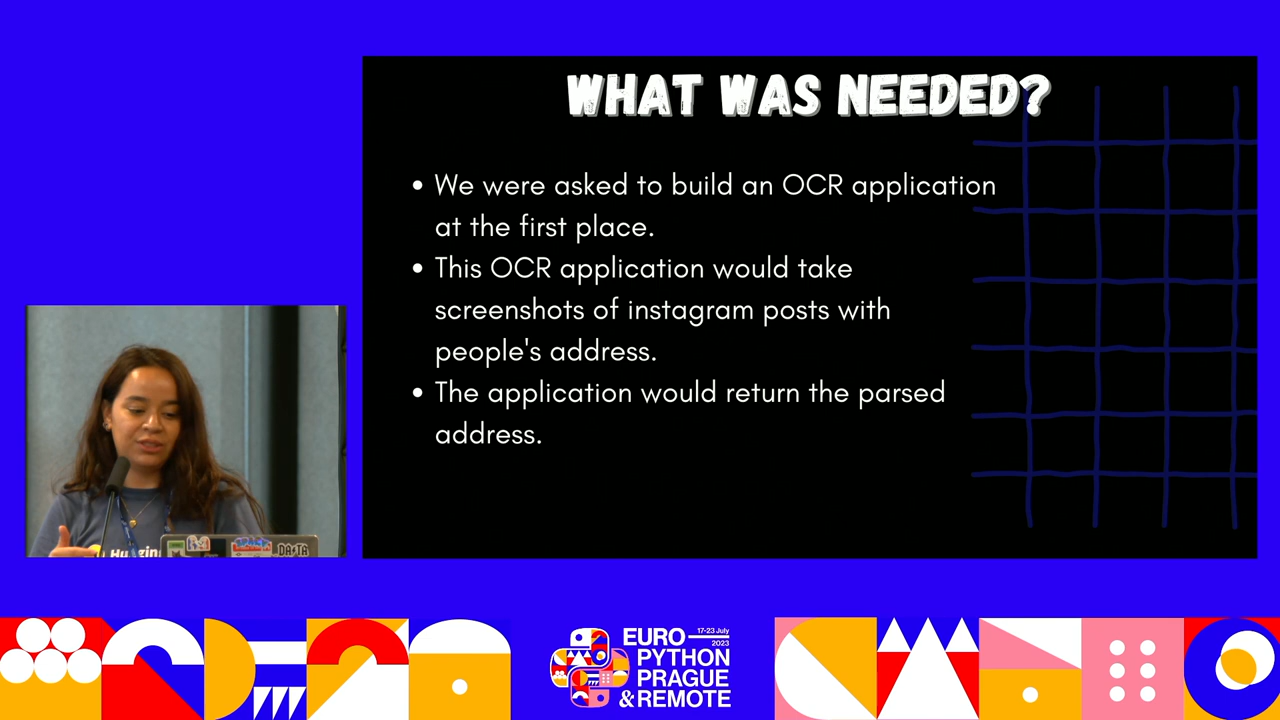 WHAT WAS NEEDED?
• We were asked to build an OCR application
at the first place.
• This OCR application would take
screenshots of instagram posts with
people's address.
• The application would return the parsed
address.
Huggin
DATA
EURO 17-23 July
2023
PYTHON
PRAGUE
&REMOTE